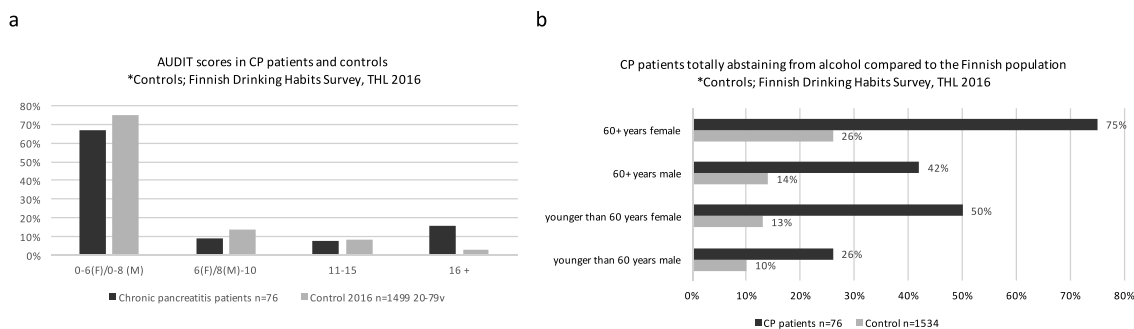 a
AUDIT scores in CP patients and controls
*Controls; Finnish Drinking Habits Survey, THL 2016
80%
70%
60%
50%
40%
30%
20%
10%
0%
0-6(F)/0-8 (M)
6(F)/8(M)-10
11-15
16 +
Chronic pancreatitis patients n=76
Control 2016 n=1499 20-79v
b
CP patients totally abstaining from alcohol compared to the Finnish population
*Controls; Finnish Drinking Habits Survey, THL 2016
60+ years female
75%
26%
60+ years male
42%
14%
younger than 60 years female
50%
13%
younger than 60 years male
26%
10%
0%
10%
20%
30%
40%
50%
60%
70%
80%
CP patients n=76
Control n=1534